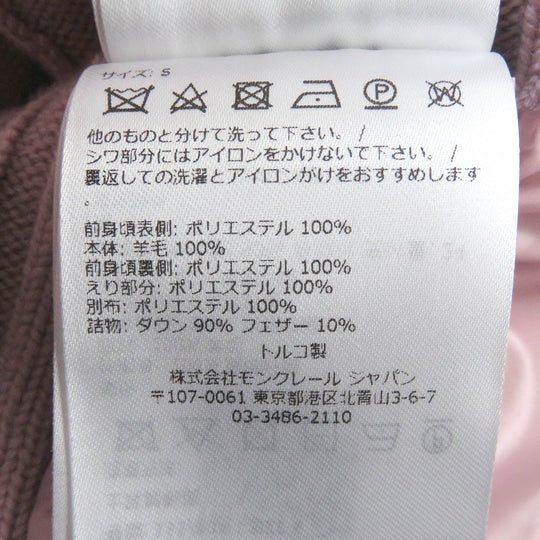 サイズ: S
他のものと分けて洗って下さい。 /
シワ部分にはアイロンをかけないで下さい。 /
裏返しての洗濯とアイロンがけをおすすめします
。
前身頃表側: ポリエステル 100%
本体: 羊毛 100%
前身頃裏側: ポリエステル 100%
えり部分: ポリエステル 100%
別布: ポリエステル 100%
詰物: ダウン 90% フェザー 10%
トルコ製
株式会社モンクレール ジャパン
〒107-0061 東京都港区北青山3-6-7
03-3486-2110